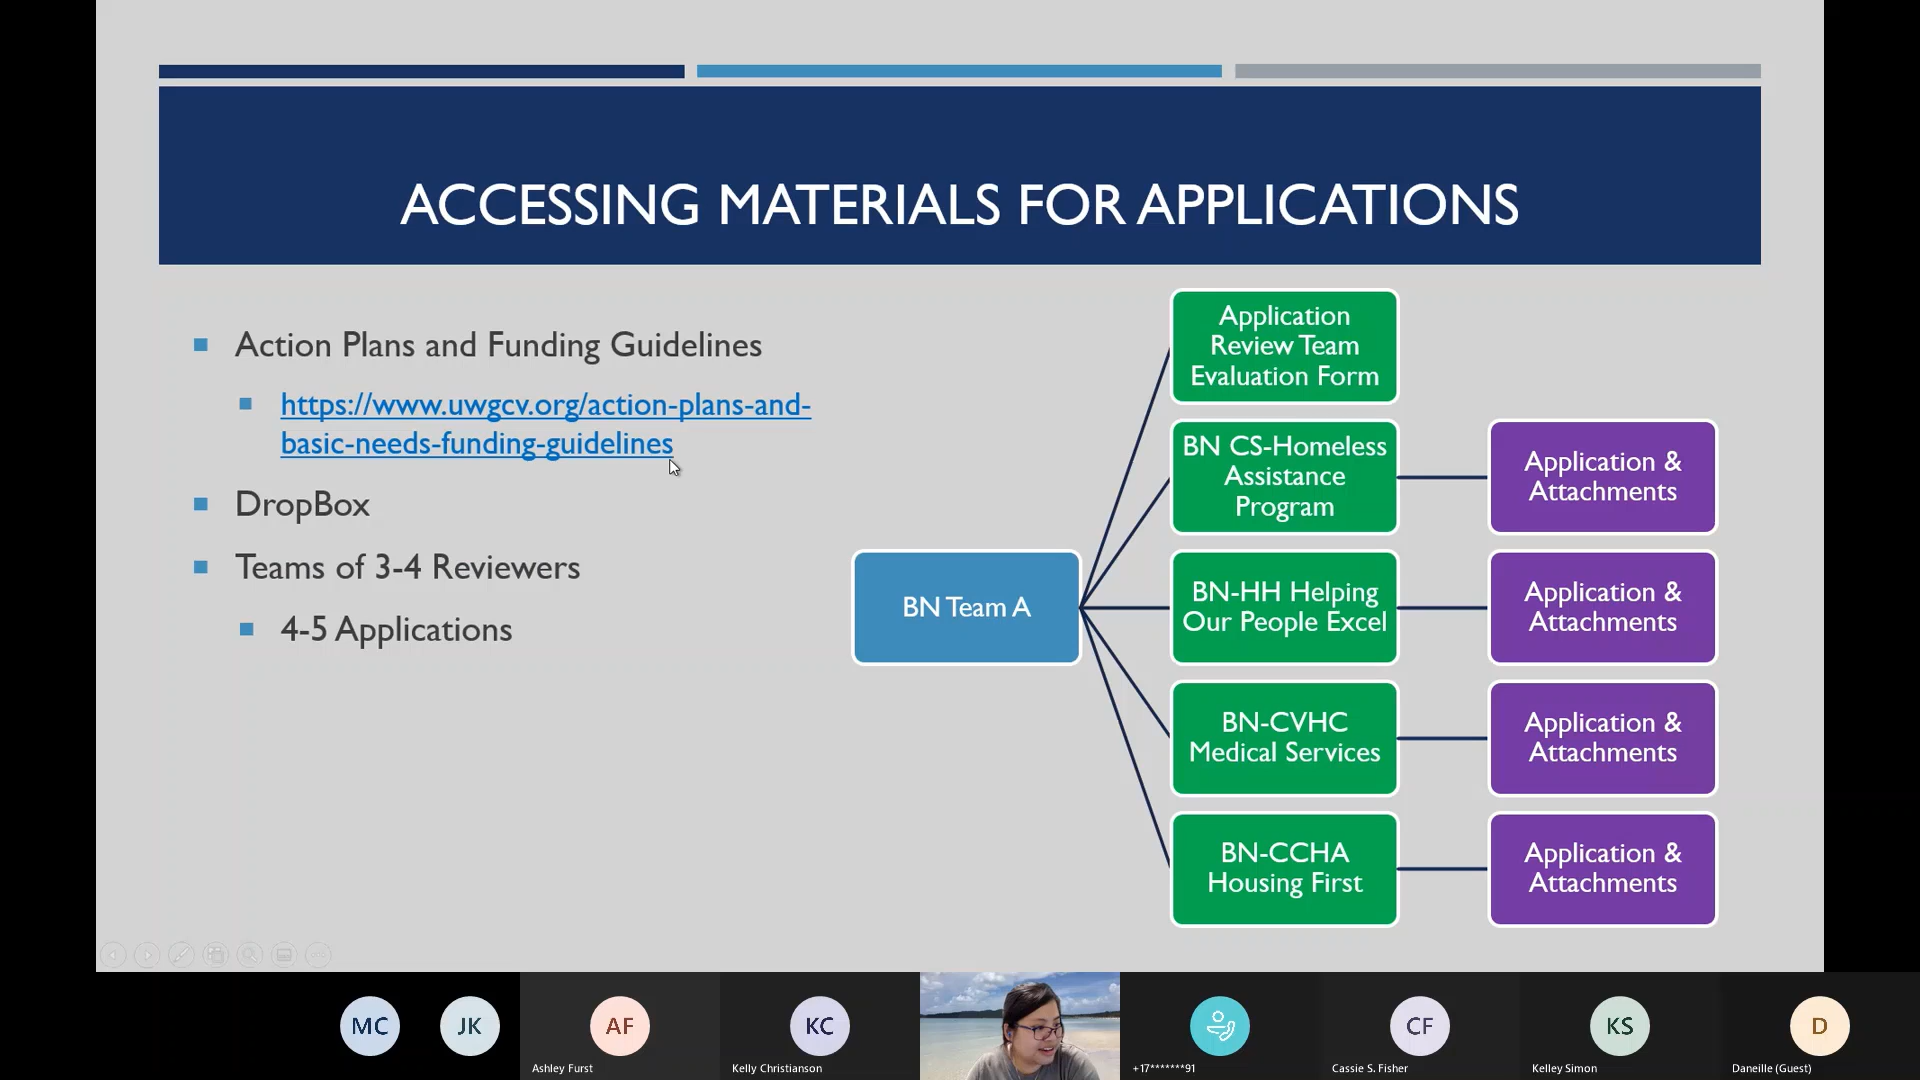 ACCESSING MATERIALS FOR APPLICATIONS
Action Plans and Funding Guidelines
https://www.uwgcv.org/action-plans-and-
basic-needs-funding-guidelines
DropBox
Teams of 3-4 Reviewers
4-5 Applications
BN Team A
Application
Review Team
Evaluation Form
BN CS-Homeless
Assistance
Program
Application &
Attachments
BN-HH Helping
Our People Excel
Application &
Attachments
BN-CVHC
Medical Services
Application &
Attachments
BN-CCHA
Housing First
Application &
Attachments
MC
JK
AF
Ashley Furst
KC
Kelly Christianson
+17*******91
CF
Cassie S. Fisher
KS
Kelley Simon
D
Daneille (Guest)